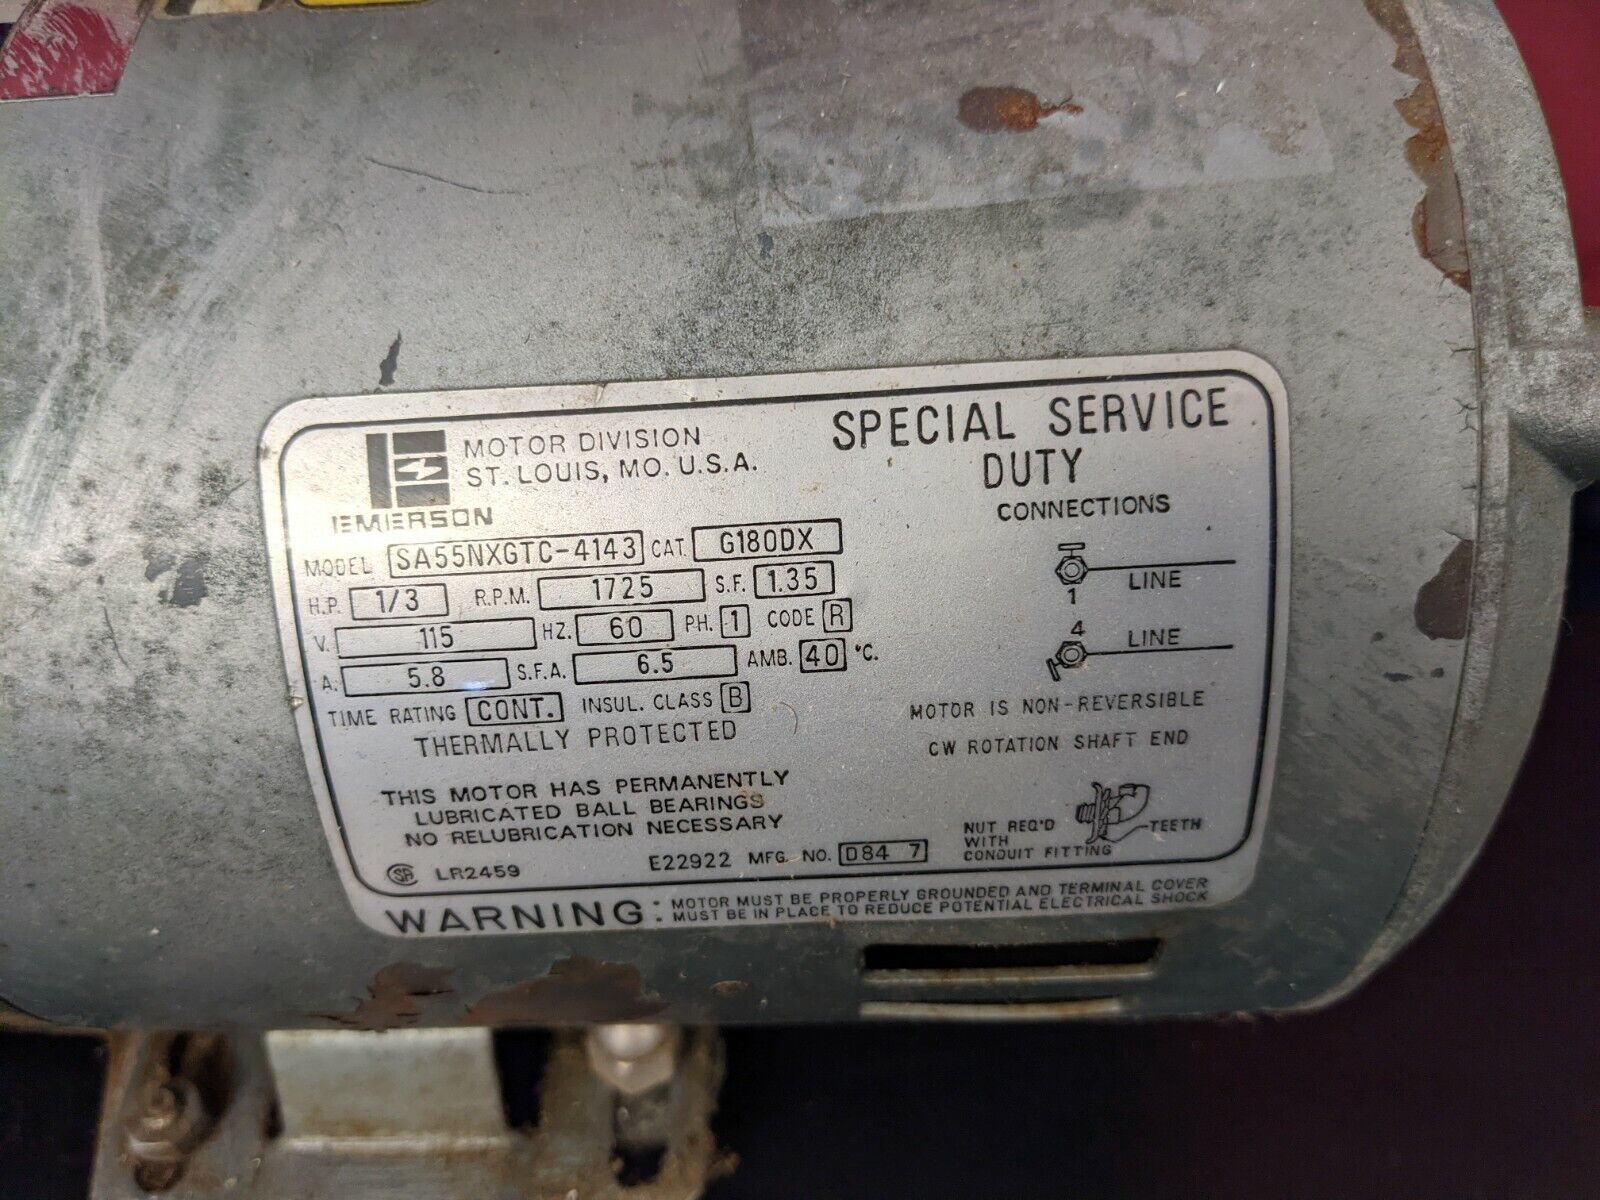 MOTOR DIVISION
ST. LOUIS, MO. U.S.A.
EMERSON
MODEL SA55NXGTC-4143 CAT. G180DX
H.P. 1/3 R.P.M. 1725 S.F. 1.35
V. 115 HZ. 60 PH. 1 CODE R
A. 5.8 S.F.A. 6.5 AMB. 40 °C.
TIME RATING CONT. INSUL. CLASS B
THERMALLY PROTECTED
THIS MOTOR HAS PERMANENTLY
LUBRICATED BALL BEARINGS
NO RELUBRICATION NECESSARY
SA LR2459
E22922 MFG. NO. D84 7
SPECIAL SERVICE
DUTY
CONNECTIONS
LINE
1
4
LINE
MOTOR IS NON-REVERSIBLE
CW ROTATION SHAFT END
NUT REQ'D
WITH
CONDUIT FITTING
TEETH
WARNING: MOTOR MUST BE PROPERLY GROUNDED AND TERMINAL COVER
MUST BE IN PLACE TO REDUCE POTENTIAL ELECTRICAL SHOCK